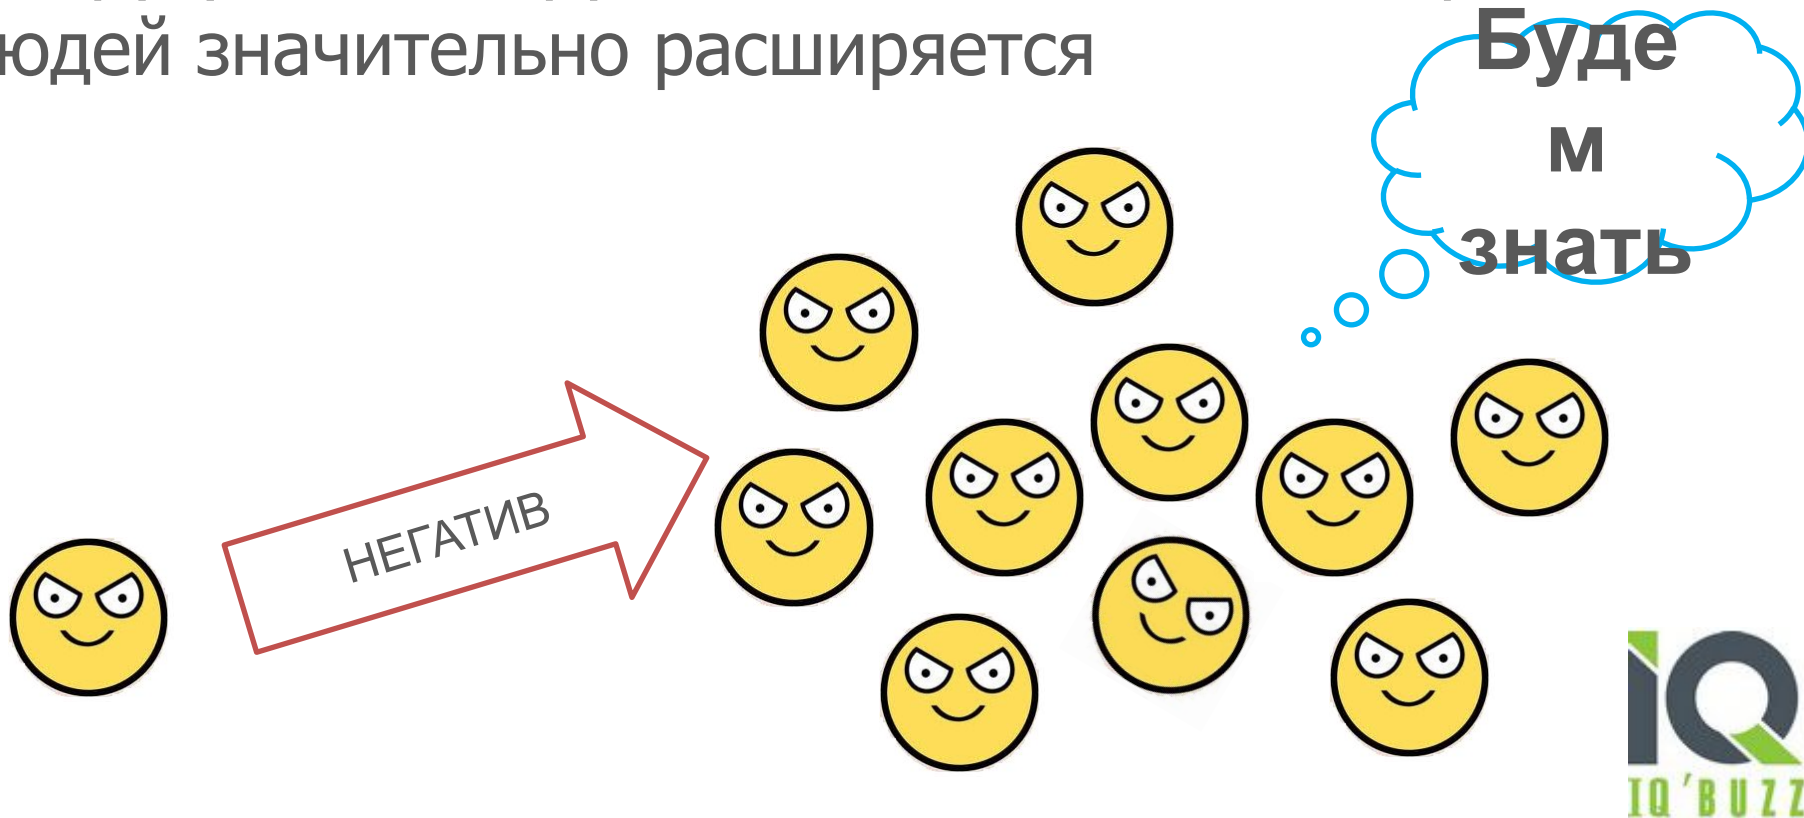 юдей значительно расширяется
Буде
м
знать
НЕГАТИВ
IQ
IQ'BUZZ